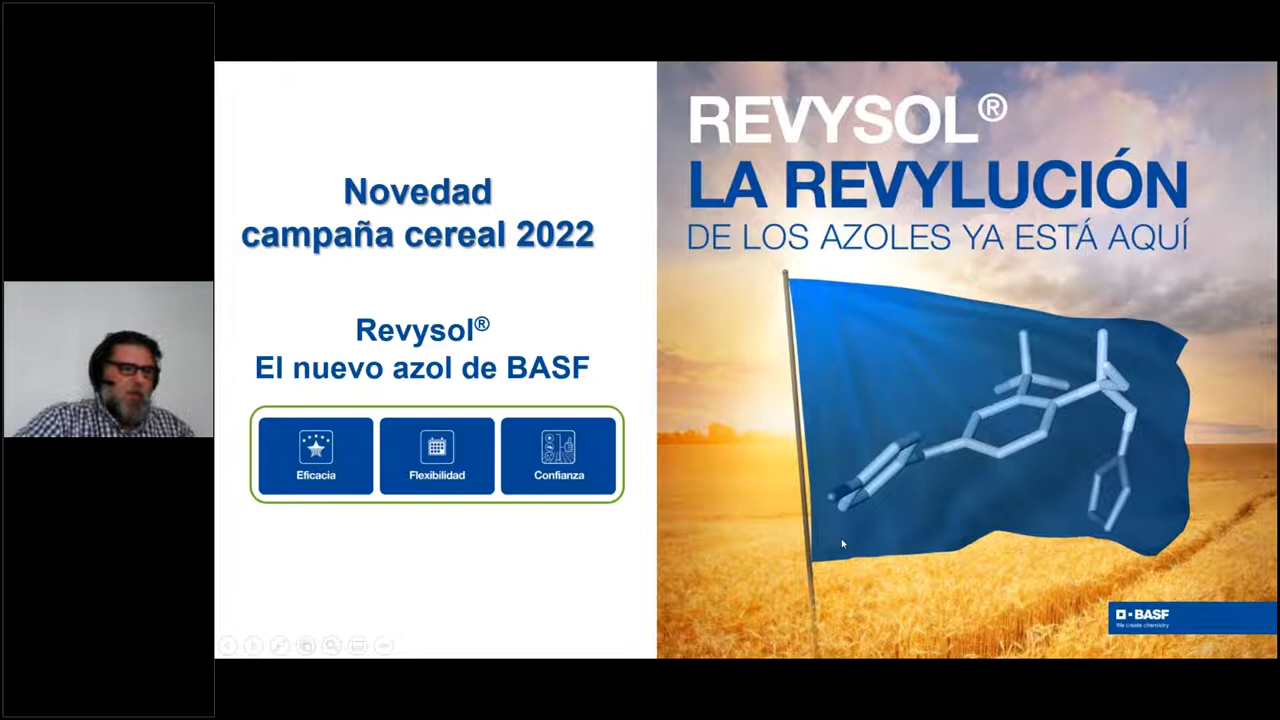 Novedad
campaña cereal 2022
Revysol®
El nuevo azol de BASF
Eficacia
Flexibilidad
Confianza
REVYSOL®
LA REVYLUCIÓN
DE LOS AZOLES YA ESTÁ AQUÍ
BASF
We create chemistry